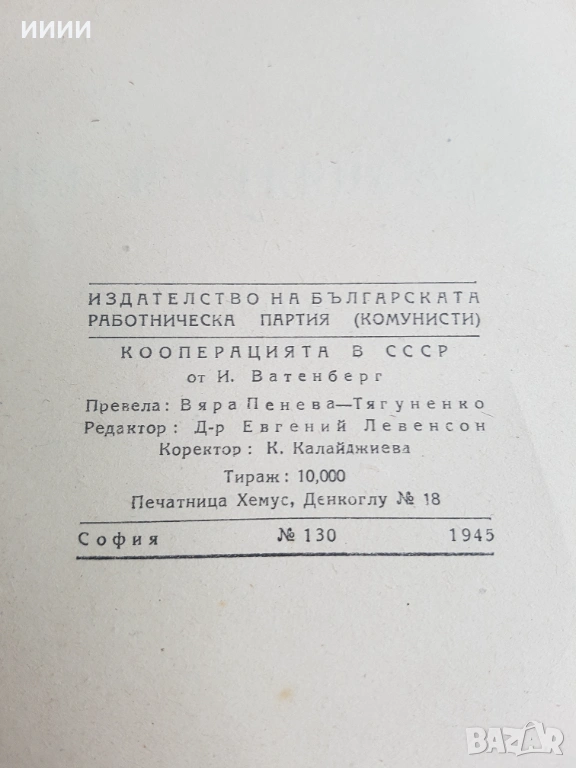 ииии
ИЗДАТЕЛСТВО НА БЪЛГАРСКАТА
РАБОТНИЧЕСКА ПАРТИЯ (КОМУНИСТИ)
КООПЕРАЦИЯТА В СССР
от И. Ватенберг
Превела: Вяра Пенева—Тягуненко
Редактор: Д-р Евгений Левенсон
Коректор: К. Калайджиева
Тираж: 10,000
Печатница Хемус, Денкоглу № 18
София № 130 1945
BAZAR